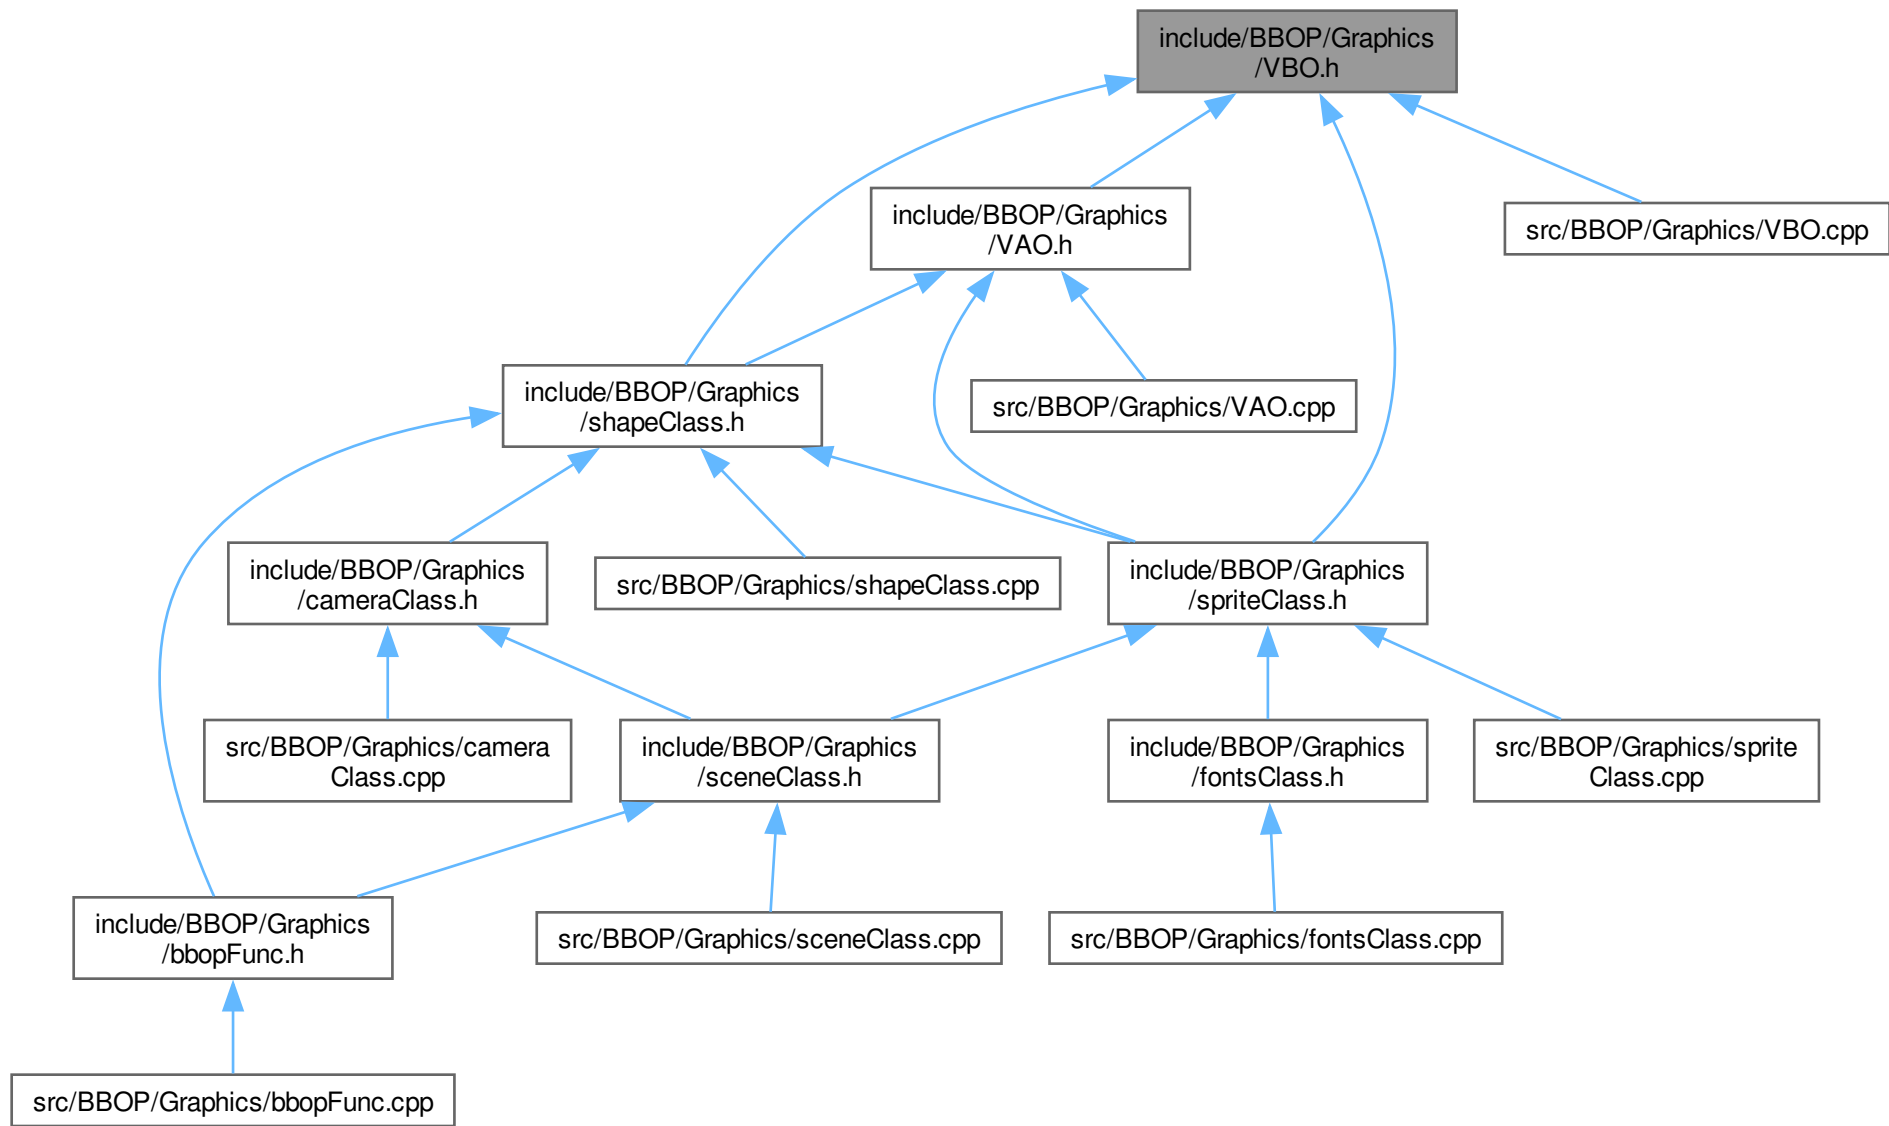 include/BBOP/Graphics
/VBO.h
include/BBOP/Graphics
/VAO.h
src/BBOP/Graphics/VBO.cpp
include/BBOP/Graphics
/shapeClass.h
src/BBOP/Graphics/VAO.cpp
include/BBOP/Graphics
/cameraClass.h
src/BBOP/Graphics/shapeClass.cpp
include/BBOP/Graphics
/spriteClass.h
src/BBOP/Graphics/camera
Class.cpp
include/BBOP/Graphics
/sceneClass.h
include/BBOP/Graphics
/fontsClass.h
src/BBOP/Graphics/sprite
Class.cpp
include/BBOP/Graphics
/bbopFunc.h
src/BBOP/Graphics/sceneClass.cpp
src/BBOP/Graphics/fontsClass.cpp
src/BBOP/Graphics/bbopFunc.cpp